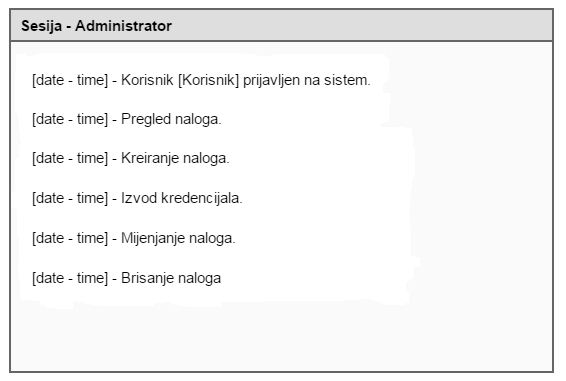 Sesija - Administrator
[date - time] - Korisnik [Korisnik] prijavljen na sistem.
[date - time] - Pregled naloga.
[date - time] - Kreiranje naloga.
[date - time] - Izvod kredencijala.
[date - time] - Mijenjanje naloga.
[date - time] - Brisanje naloga